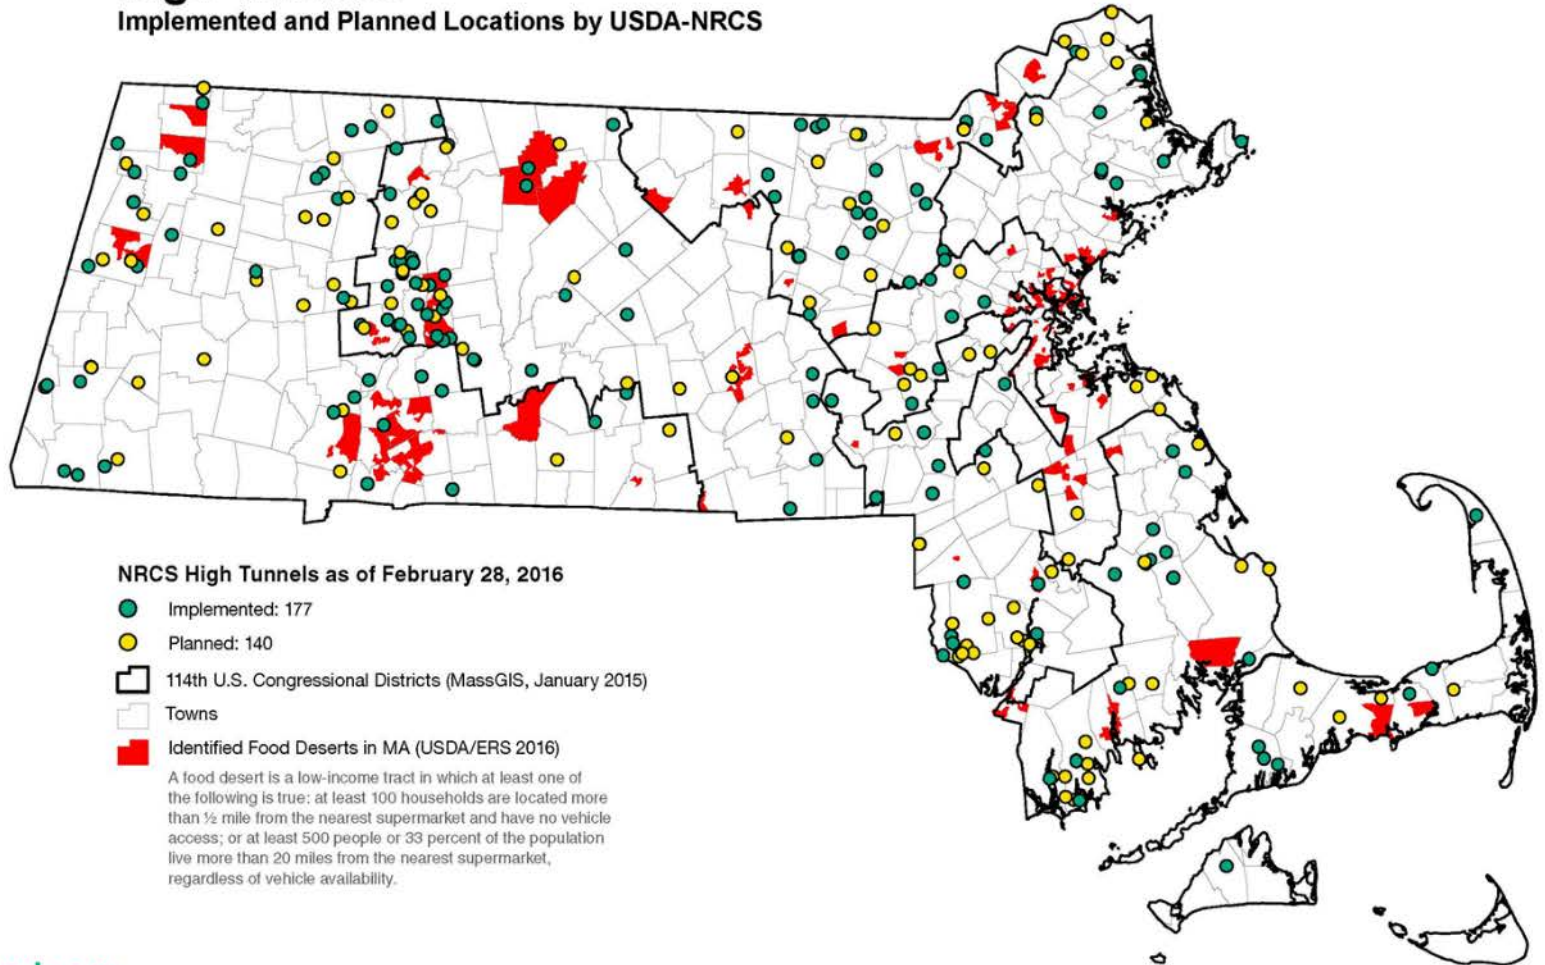 Implemented and Planned Locations by USDA-NRCS
NRCS High Tunnels as of February 28, 2016
Implemented: 177
Planned: 140
114th U.S. Congressional Districts (MassGIS, January 2015)
Towns
Identified Food Deserts in MA (USDA/ERS 2016)
A food desert is a low-income tract in which at least one of
the following is true: at least 100 households are located more
than ½ mile from the nearest supermarket and have no vehicle
access; or at least 500 people or 33 percent of the population
live more than 20 miles from the nearest supermarket,
regardless of vehicle availability.